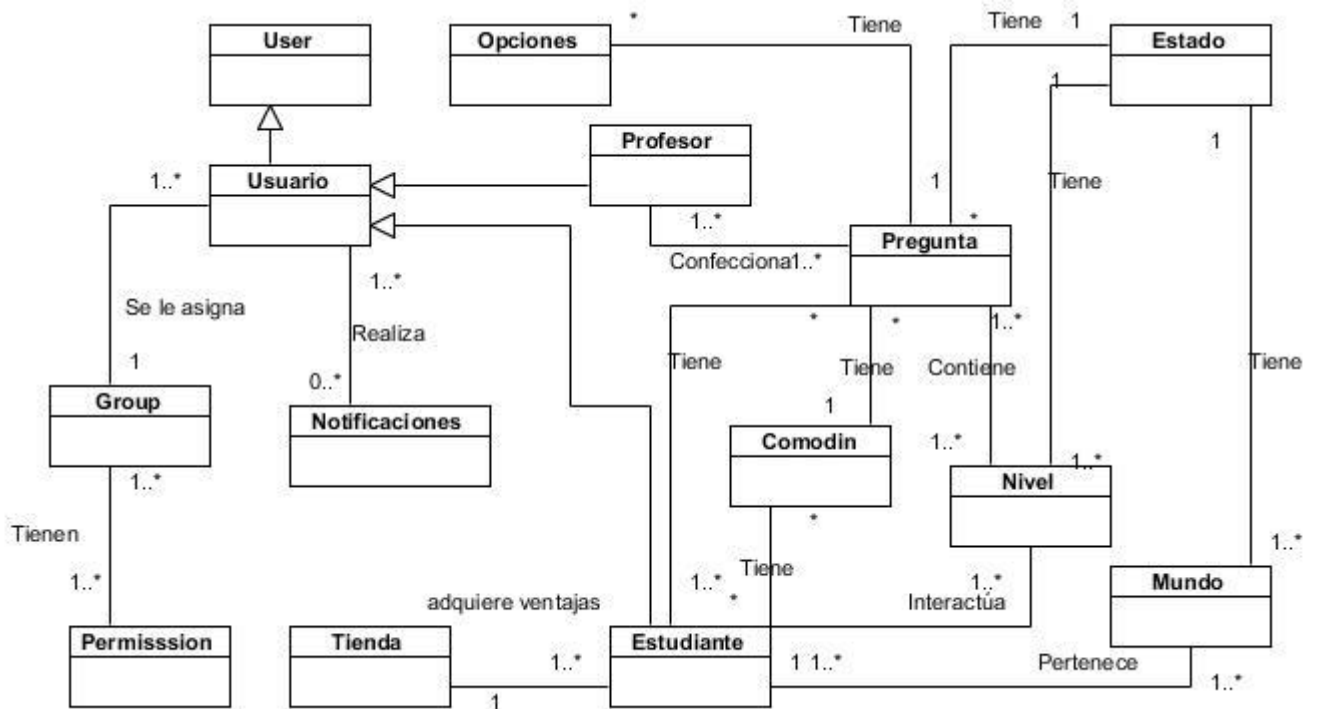 *
Tiene
Tiene
1
User
Opciones
Estado
1
Profesor
1
1..*
Usuario
1
Tiene
1..*
*
Pregunta
Confecciona1..*
1..*
Se le asigna
Realiza
*
*
1..*
1
Tiene
Tiene
Contiene
Tiene
0..*
Group
1
Notificaciones
Comodin
1..*
1..*
1..*
Nivel
*
Tienen
1..*
1..*
Tiene
1..*
1..*
Mundo
*
adquiere ventajas
Interactúa
Permisssion
Tienda
Estudiante
1..*
1 1..*
Pertenece
1..*
1